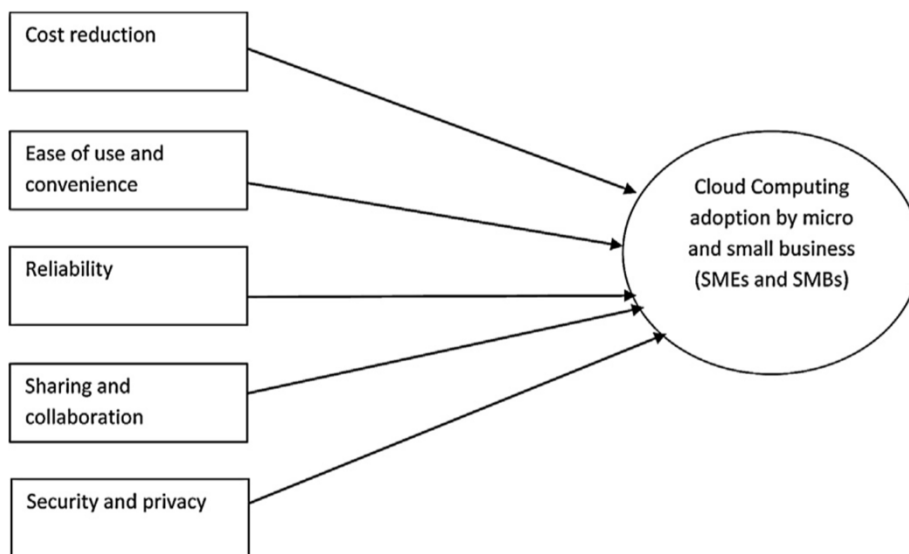 Cost reduction
Ease of use and
convenience
Reliability
Sharing and
collaboration
Security and privacy
Cloud Computing
adoption by micro
and small business
(SMEs and SMBs)